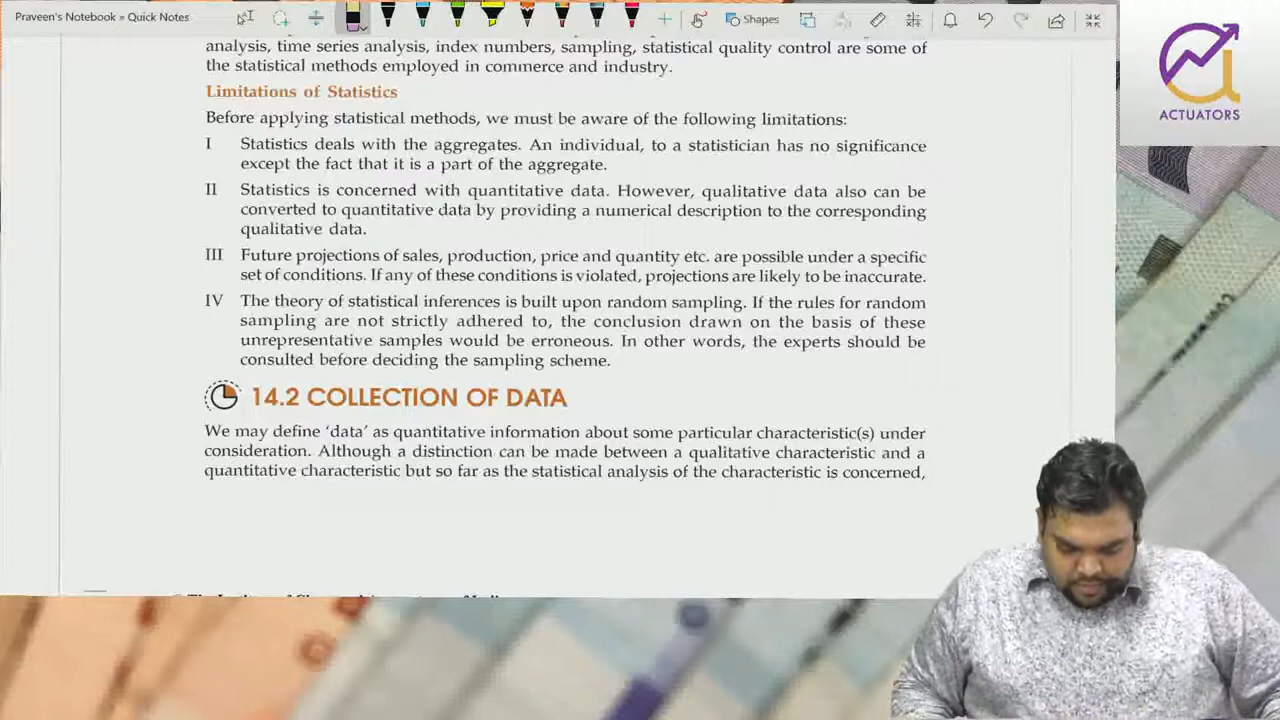 Praveen's Notebook » Quick Notes
Shapes
analysis, time series analysis, index numbers, sampling, statistical quality control are some of
the statistical methods employed in commerce and industry.
Limitations of Statistics
Before applying statistical methods, we must be aware of the following limitations:
I Statistics deals with the aggregates. An individual, to a statistician has no significance
except the fact that it is a part of the aggregate.
II Statistics is concerned with quantitative data. However, qualitative data also can be
converted to quantitative data by providing a numerical description to the corresponding
qualitative data.
III Future projections of sales, production, price and quantity etc. are possible under a specific
set of conditions. If any of these conditions is violated, projections are likely to be inaccurate.
IV The theory of statistical inferences is built upon random sampling. If the rules for random
sampling are not strictly adhered to, the conclusion drawn on the basis of these
unrepresentative samples would be erroneous. In other words, the experts should be
consulted before deciding the sampling scheme.
14.2 COLLECTION OF DATA
We may define 'data' as quantitative information about some particular characteristic(s) under
consideration. Although a distinction can be made between a qualitative characteristic and a
quantitative characteristic but so far as the statistical analysis of the characteristic is concerned,
ACTUATORS